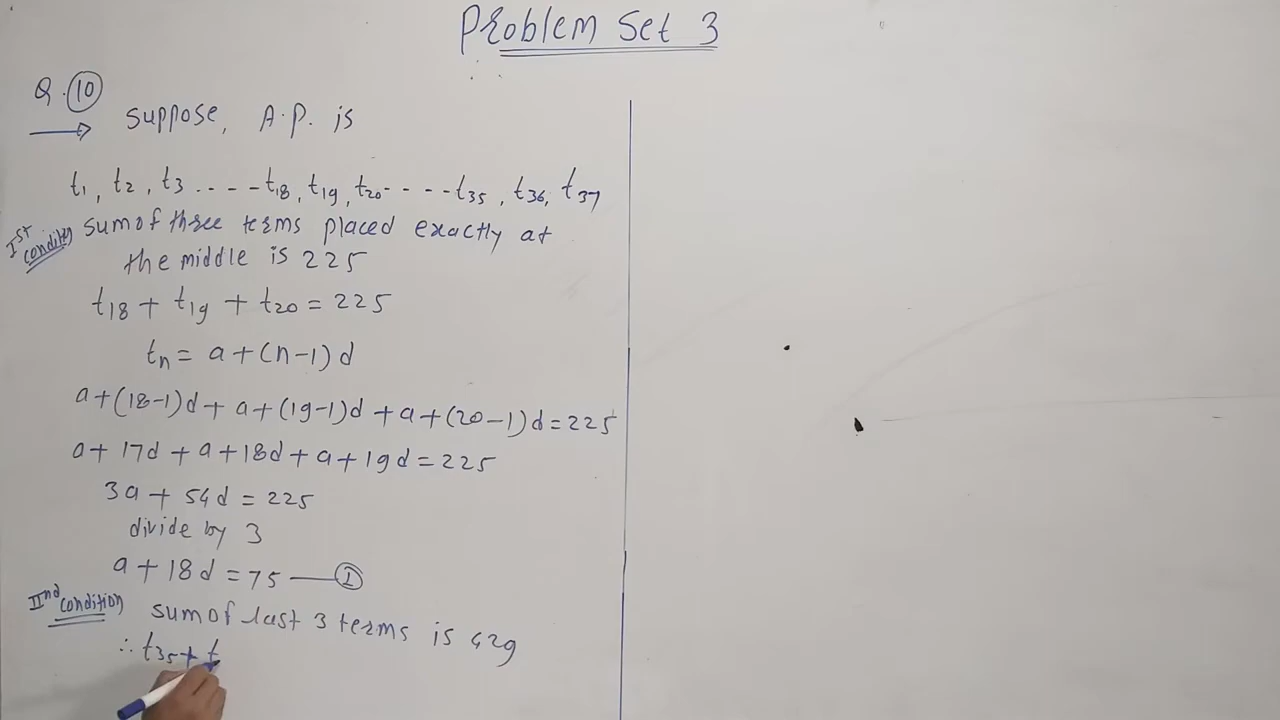 Problem Set 3
Q.10
Suppose, A.P. is
t1, t2, t3 ---- t18, t19, t20 ---- t35, t36, t37
Ist condition
sum of three terms placed exactly at
the middle is 225
t18 + t19 + t20 = 225
tn = a+(n-1)d
a+(18-1)d + a+(19-1)d + a+(20-1)d = 225
a+ 17d + a+18d + a+19d = 225
3a + 54d = 225
divide by 3
a + 18d = 75 — I
IInd condition
sum of last 3 terms is 429
∴ t35 + t